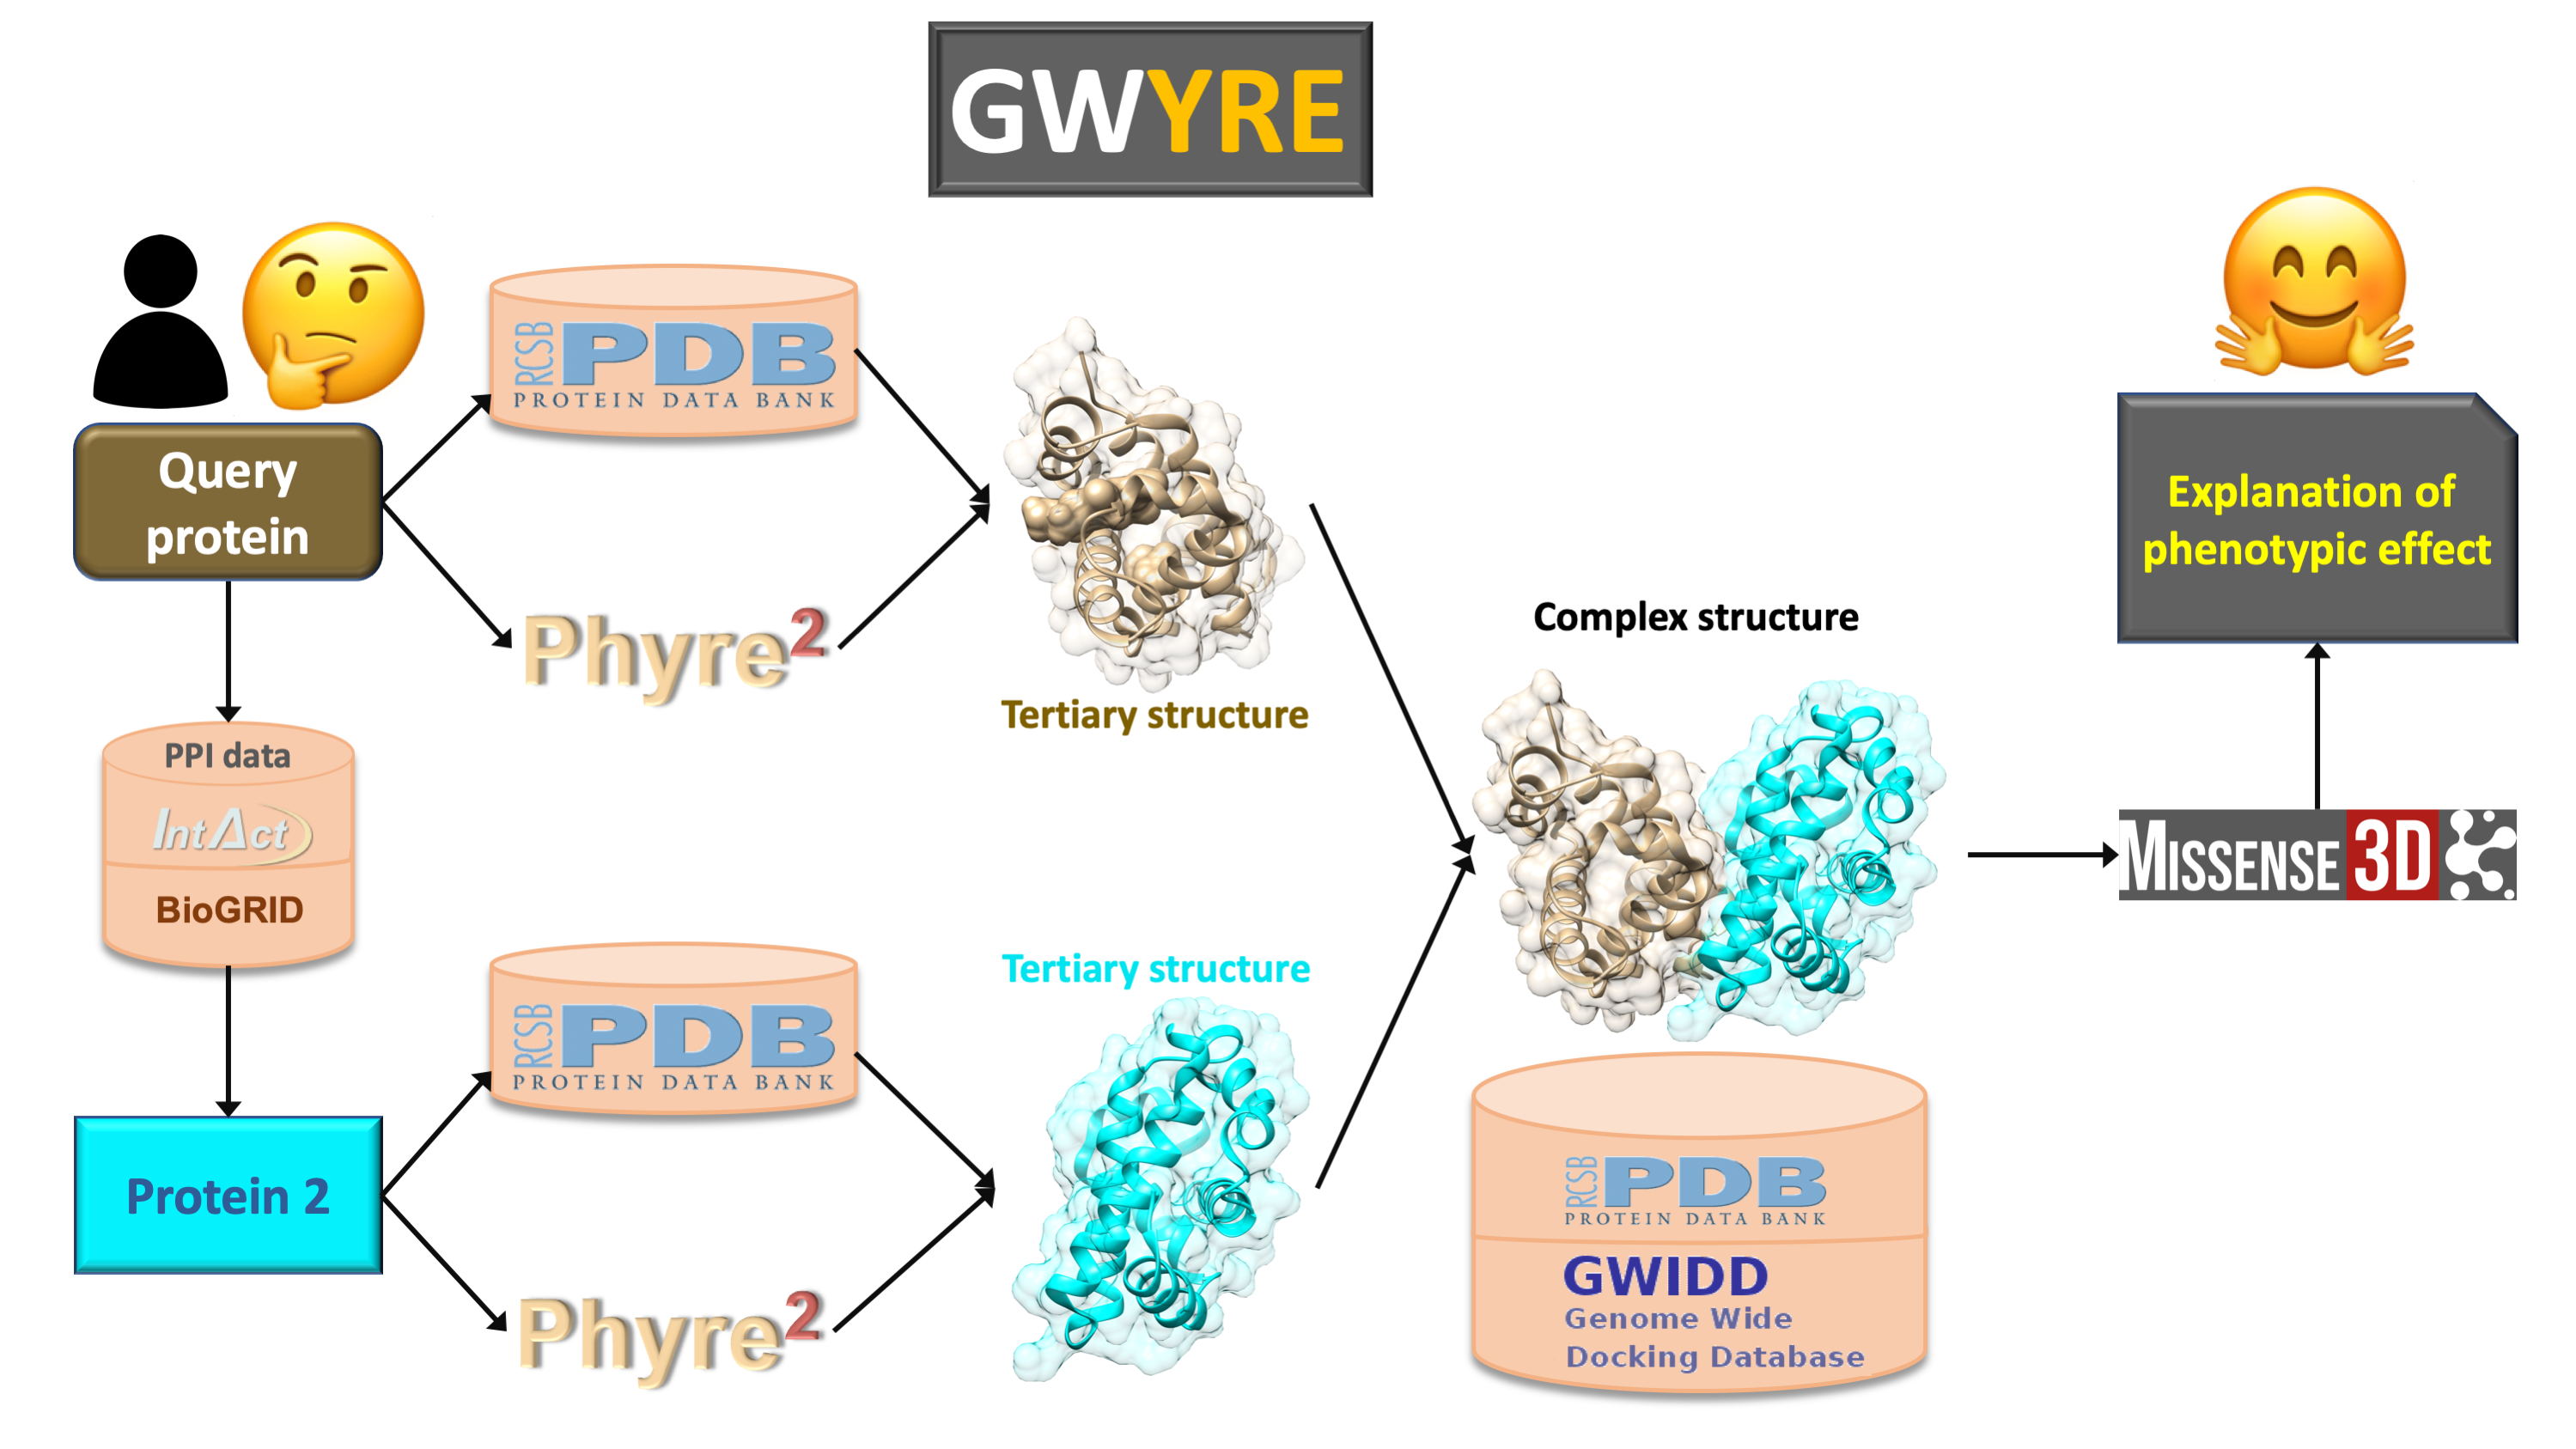 GWYRE
Query
protein
RCSB
PDB
PROTEIN DATA BANK
Phyre2
Tertiary structure
PPI data
IntAct
BioGRID
Protein 2
RCSB
PDB
PROTEIN DATA BANK
Phyre2
Tertiary structure
Complex structure
RCSB
PDB
PROTEIN DATA BANK
GWIDD
Genome Wide
Docking Database
MISSENSE 3D
Explanation of
phenotypic effect